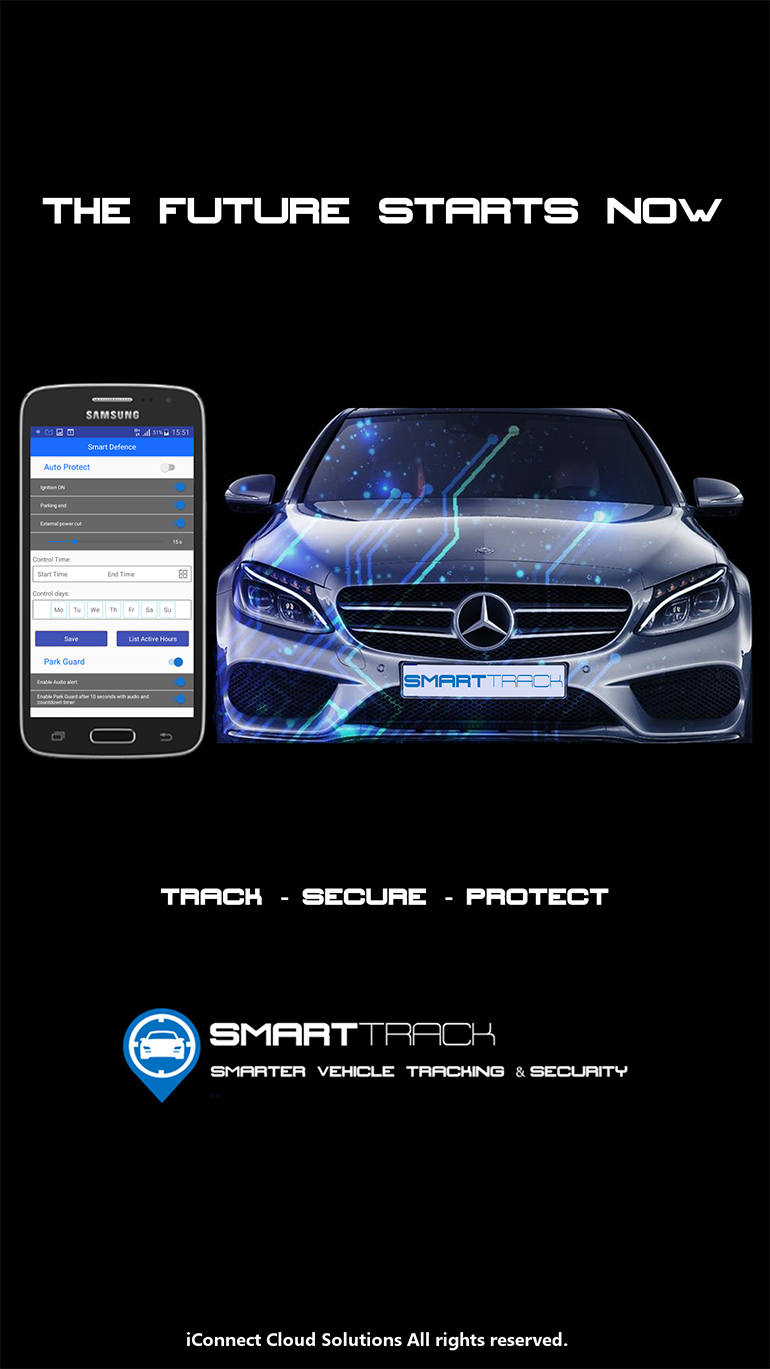 THE FUTURE STARTS NOW
SAMSUNG
51% 15:51
Smart Defence
Auto Protect
Ignition ON
Parking end
External power cut
15 s
Control Time:
Start Time End Time
Control days:
Mo Tu We Th Fr Sa Su
Save List Active Hours
Park Guard
Enable Audio alert
Enable Park Guard after 10 seconds with audio and
countdown timer
SMARTTRACK
TRACK - SECURE - PROTECT
SMARTTRACK
SMARTER VEHICLE TRACKING & SECURITY
iConnect Cloud Solutions All rights reserved.